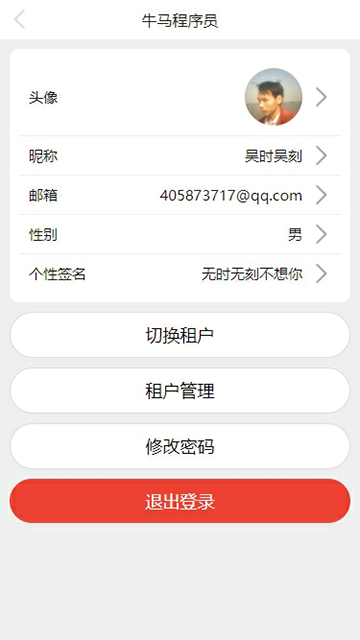 牛马程序员
头像
昵称
昊时昊刻
邮箱
405873717@qq.com
性别
男
个性签名
无时无刻不想你
切换租户
租户管理
修改密码
退出登录